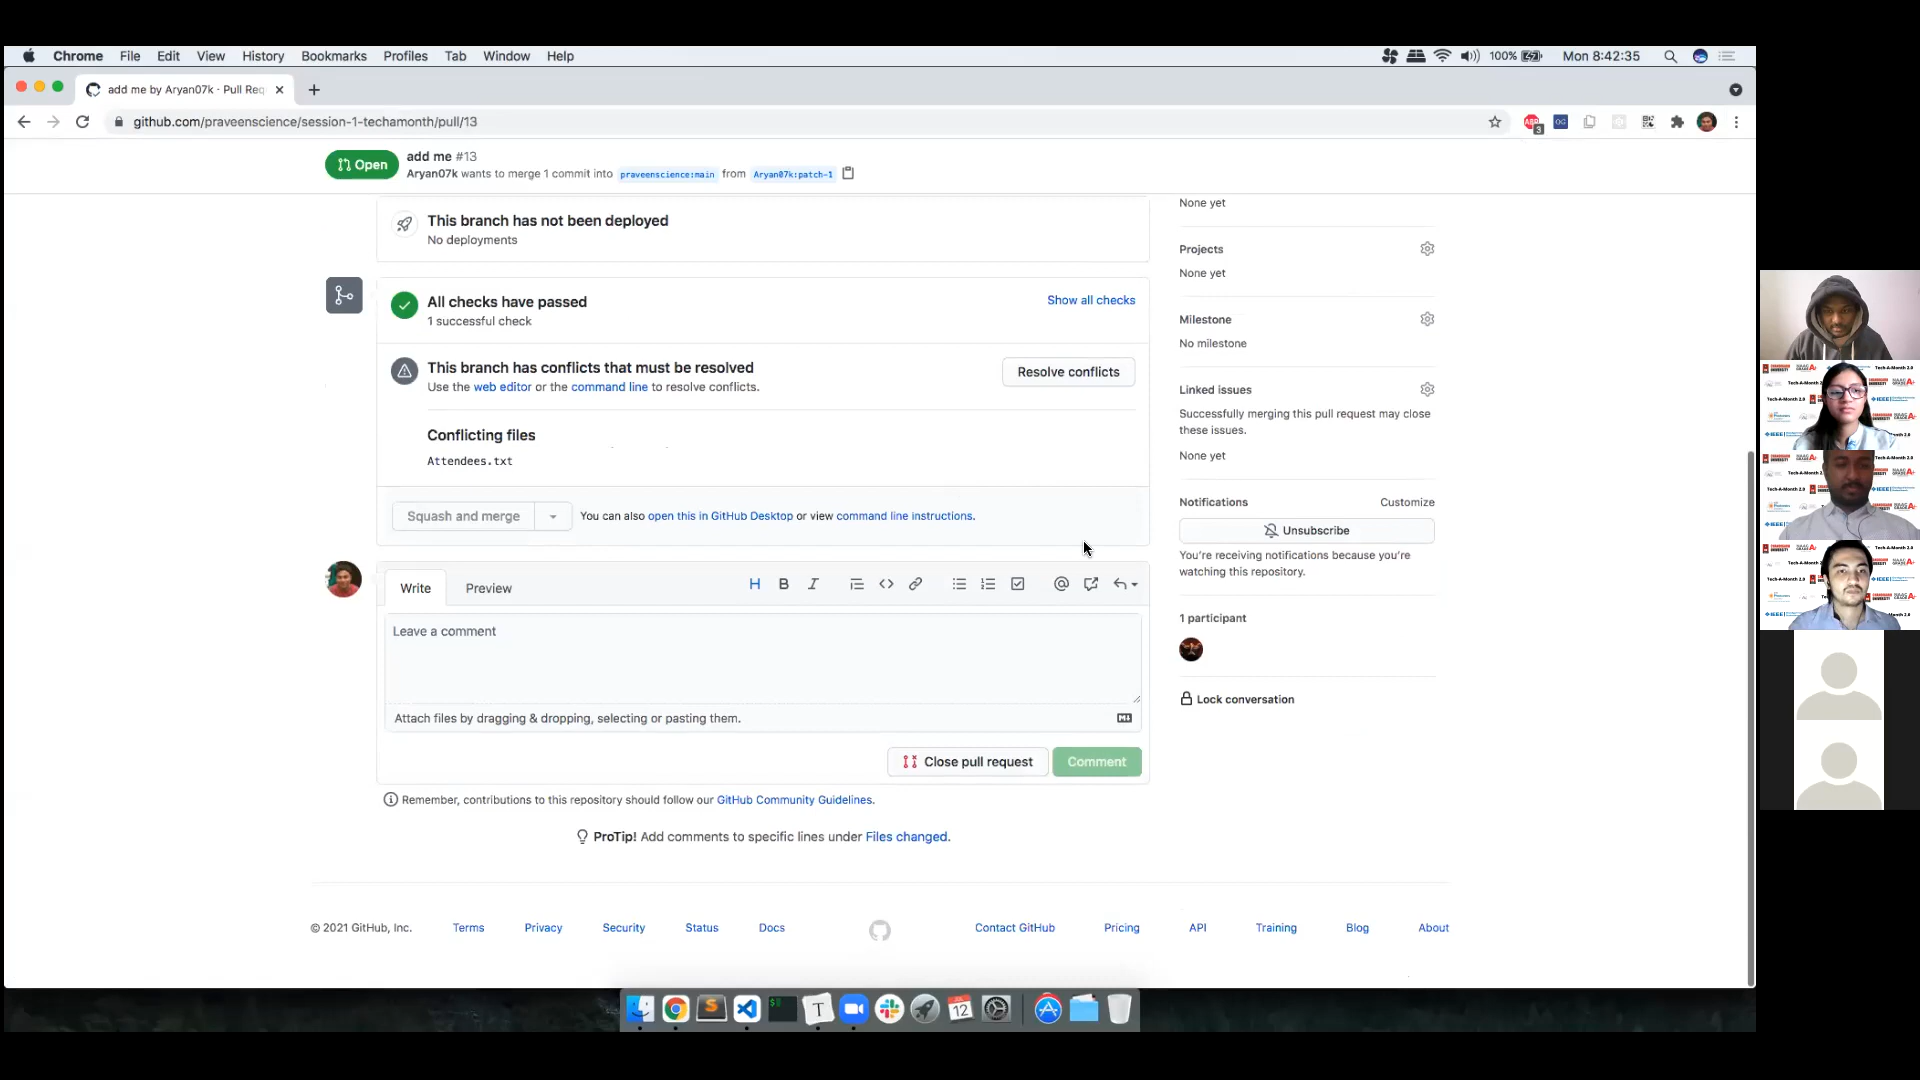 Chrome File Edit View History Bookmarks Profiles Tab Window Help 100% Mon 8:42:35
add me by Aryan07k · Pull Req
github.com/praveenscience/session-1-techamonth/pull/13
Open
add me #13
Aryan07k wants to merge 1 commit into praveenscience:main from Aryan07k:patch-1
This branch has not been deployed
No deployments
All checks have passed
1 successful check
Show all checks
This branch has conflicts that must be resolved
Use the web editor or the command line to resolve conflicts.
Resolve conflicts
Conflicting files
Attendees.txt
Squash and merge
You can also open this in GitHub Desktop or view command line instructions.
Write Preview
Leave a comment
Attach files by dragging & dropping, selecting or pasting them.
Close pull request Comment
Remember, contributions to this repository should follow our GitHub Community Guidelines.
ProTip! Add comments to specific lines under Files changed.
None yet
Projects
None yet
Milestone
No milestone
Linked issues
Successfully merging this pull request may close
these issues.
None yet
Notifications Customize
Unsubscribe
You're receiving notifications because you're
watching this repository.
1 participant
Lock conversation
© 2021 GitHub, Inc. Terms Privacy Security Status Docs Contact GitHub Pricing API Training Blog About
12